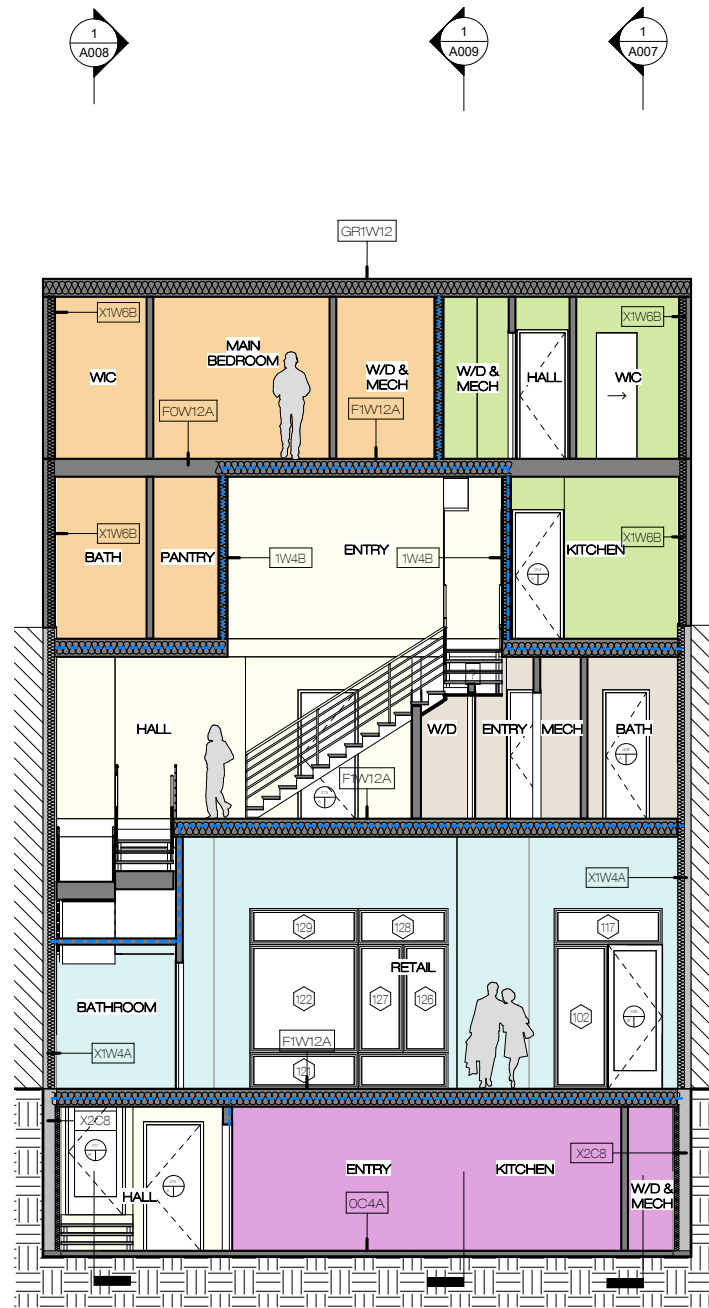 1
A008
1
A009
1
A007
GR1W12
X1W6B
X1W6B
MAIN
BEDROOM
WIC
W/D &
MECH
W/D &
MECH
HALL
WIC
F0W12A
F1W12A
X1W6B
X1W6B
BATH
PANTRY
1W4B
ENTRY
1W4B
KITCHEN
HALL
W/D
ENTRY
MECH
BATH
F1W12A
X1W4A
129
128
117
RETAIL
122
127
126
102
BATHROOM
F1W12A
X1W4A
121
X2C8
X2C8
HALL
ENTRY
KITCHEN
W/D &
MECH
0C4A